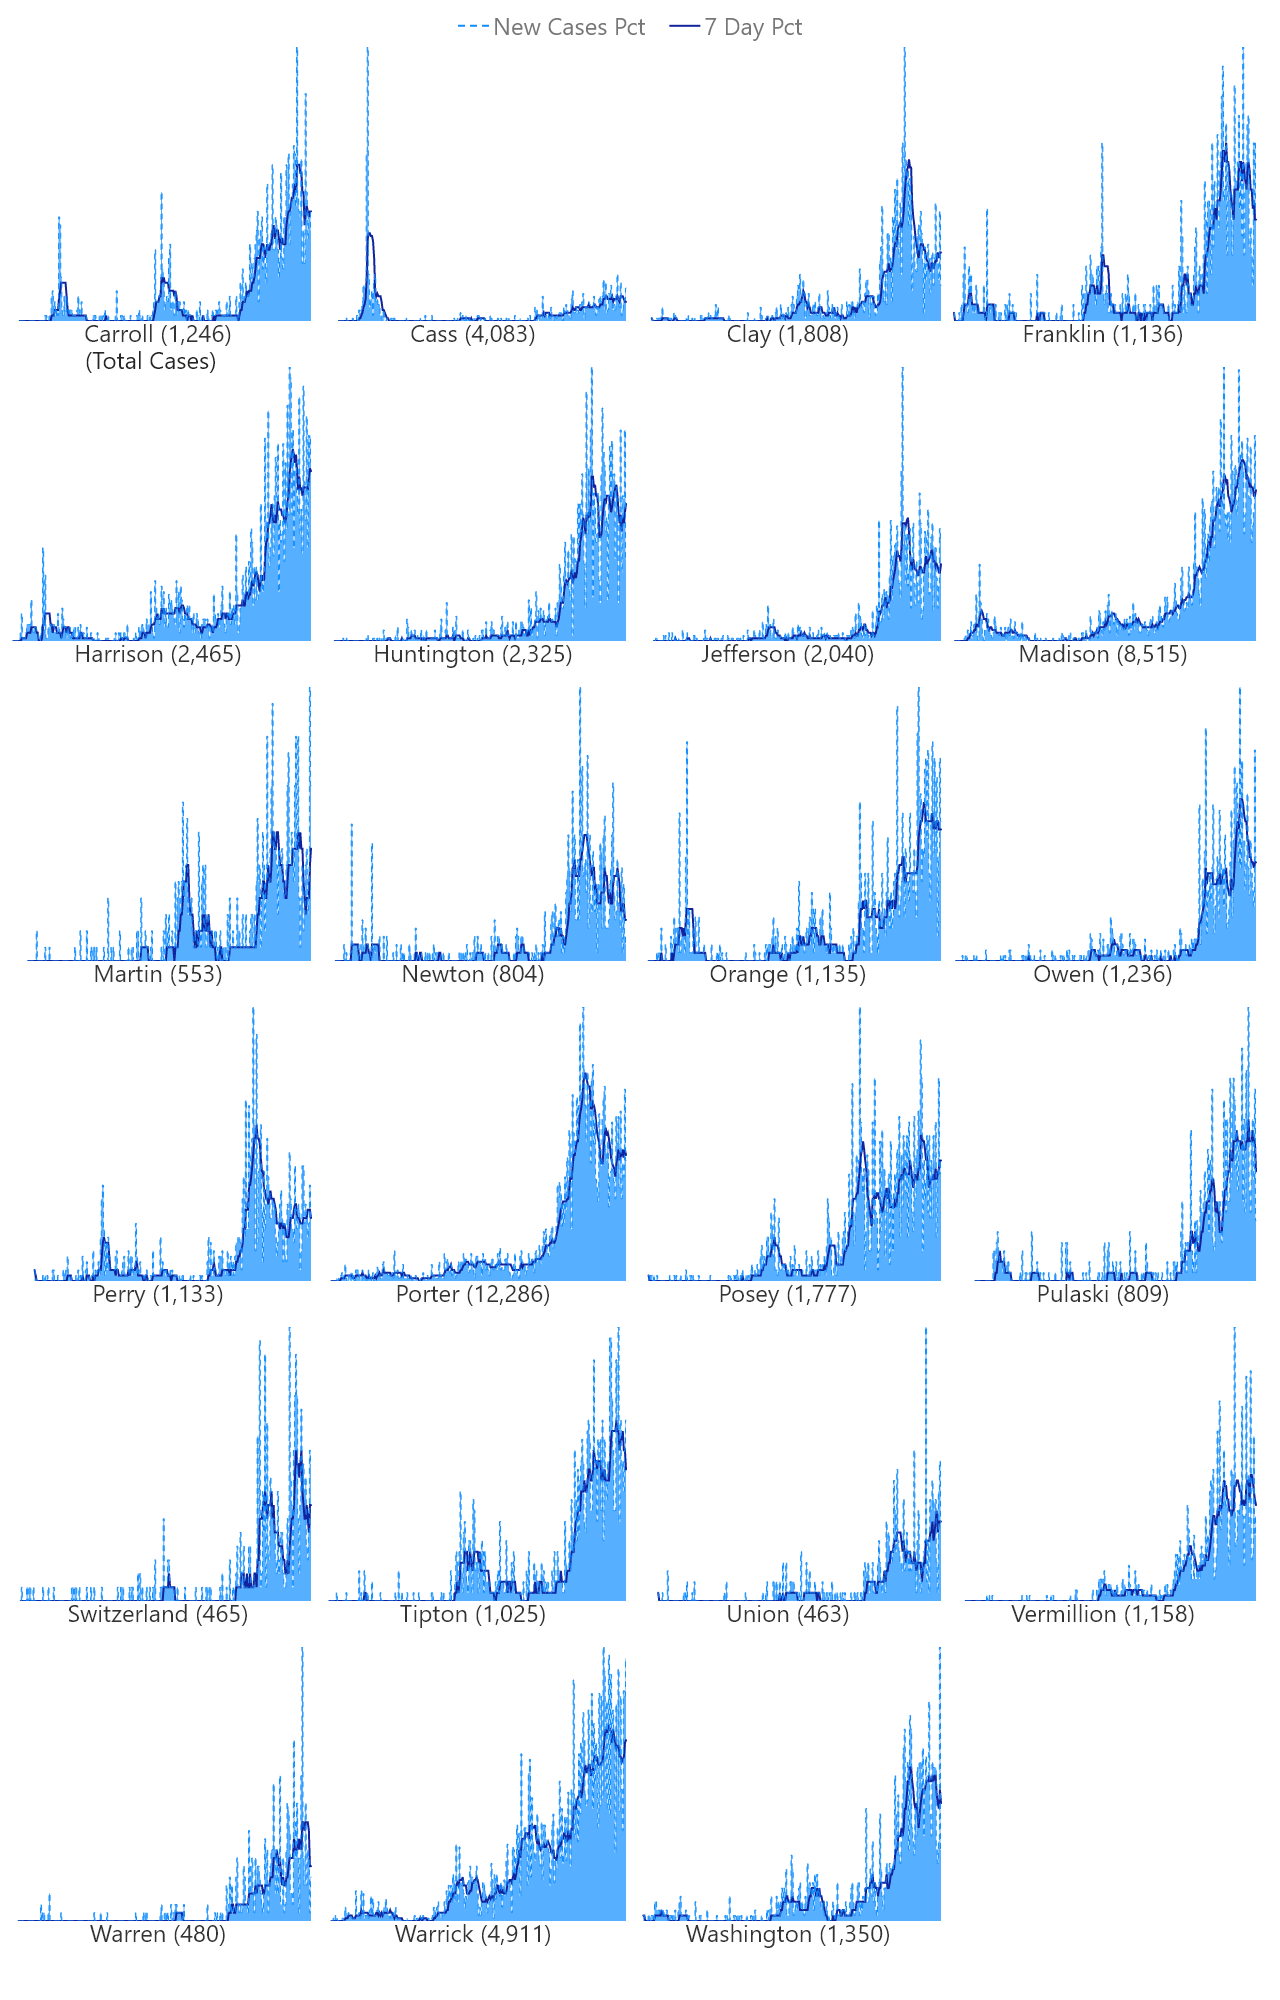 New Cases Pct 7 Day Pct
Carroll (1,246) Cass (4,083) Clay (1,808) Franklin (1,136)
(Total Cases)
Harrison (2,465) Huntington (2,325) Jefferson (2,040) Madison (8,515)
Martin (553) Newton (804) Orange (1,135) Owen (1,236)
Perry (1,133) Porter (12,286) Posey (1,777) Pulaski (809)
Switzerland (465) Tipton (1,025) Union (463) Vermillion (1,158)
Warren (480) Warrick (4,911) Washington (1,350)